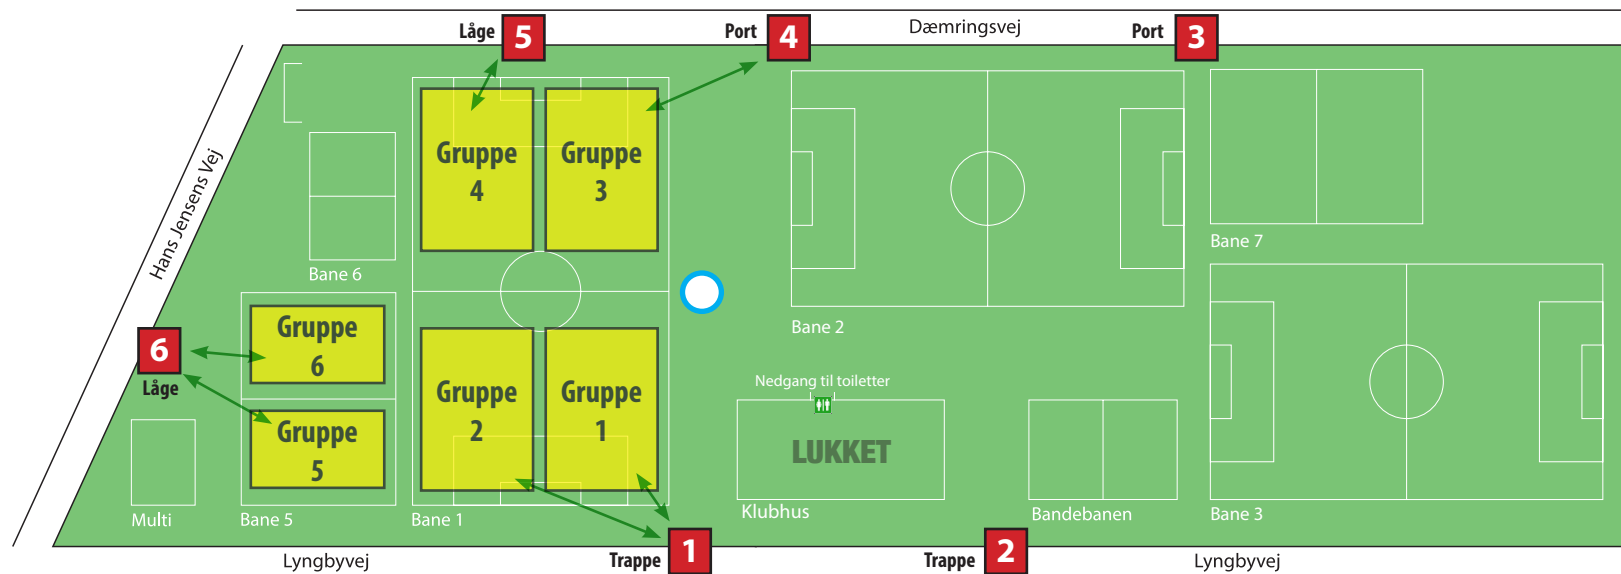 Dæmringsvej
Låge
5
Port
4
Port
3
Hans Jensens Vej
Gruppe
4
Gruppe
3
Bane 6
Bane 7
Bane 2
6
Låge
Gruppe
6
Gruppe
5
Gruppe
2
Gruppe
1
Nedgang til toiletter
LUKKET
Klubhus
Multi
Bane 5
Bane 1
Bandebanen
Bane 3
Lyngbyvej
Trappe
1
Trappe
2
Lyngbyvej